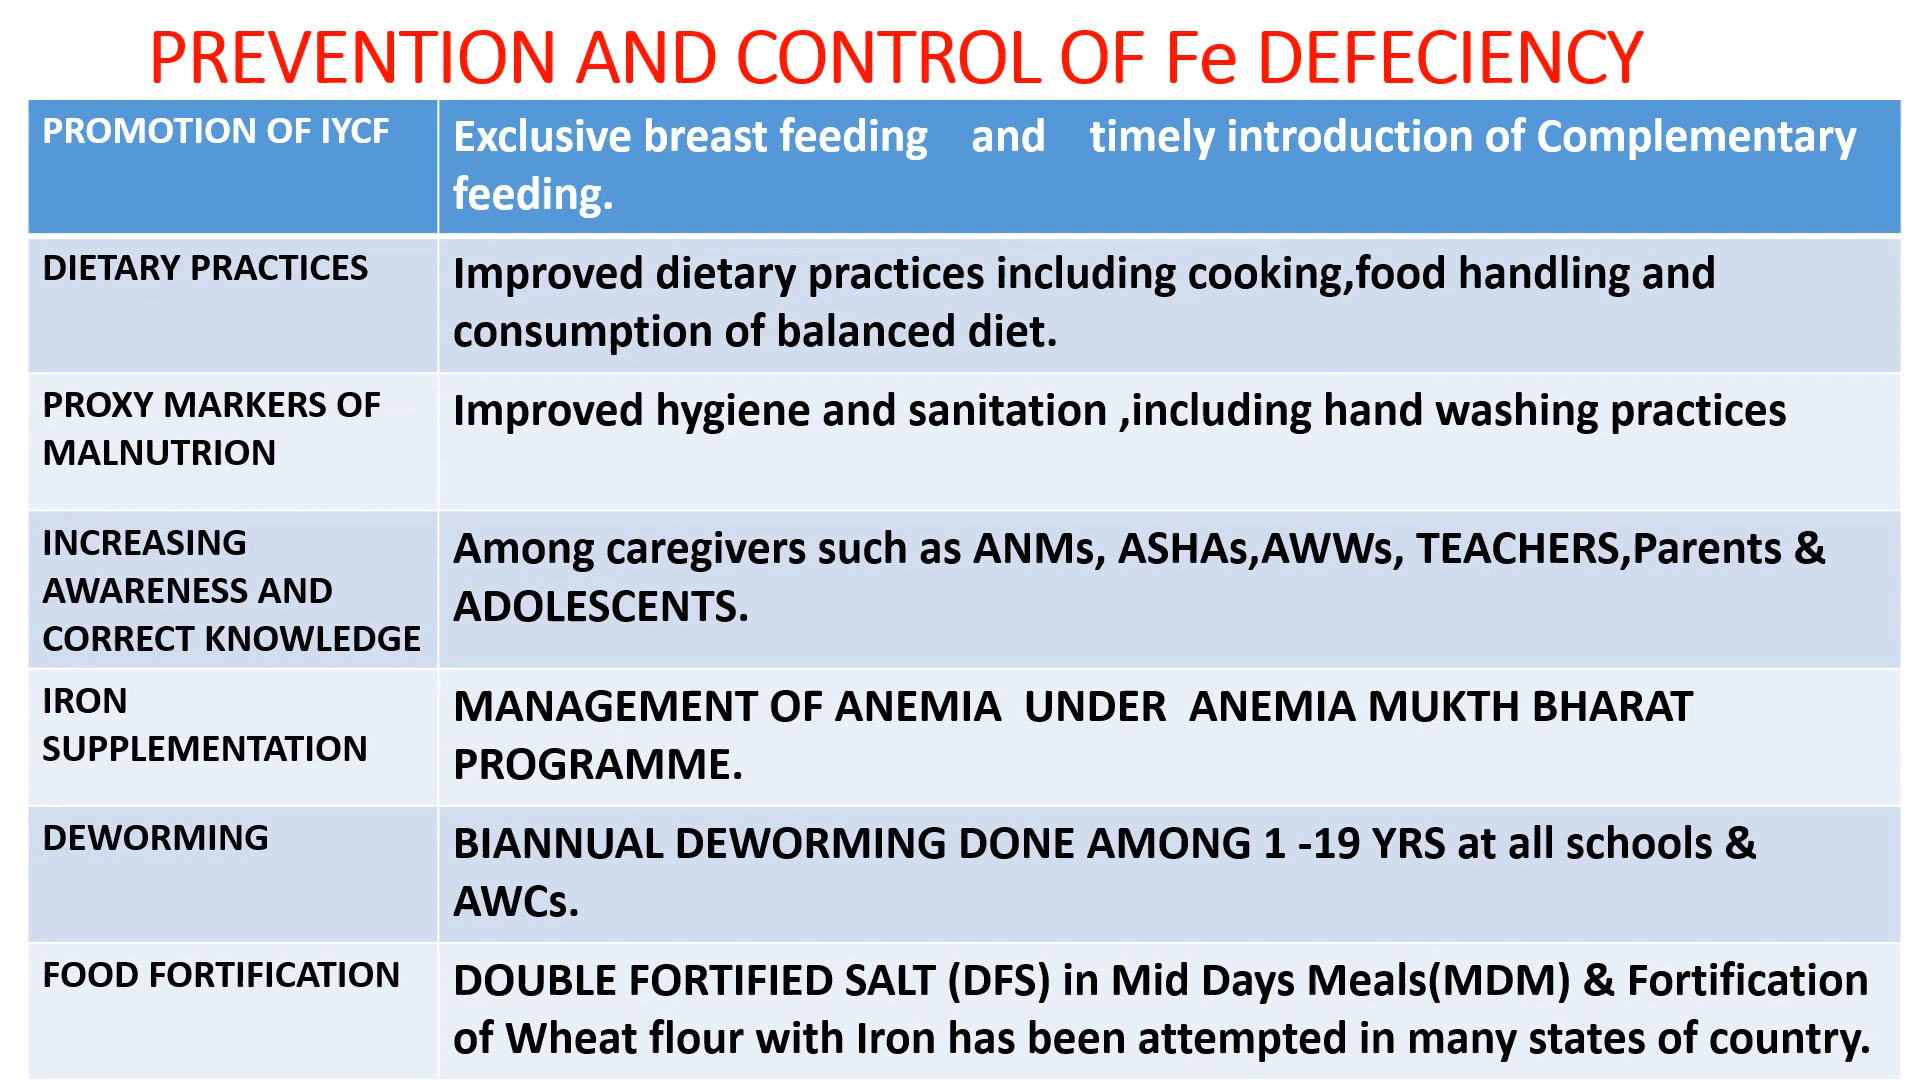 PREVENTION AND CONTROL OF Fe DEFECIENCY
PROMOTION OF IYCF
Exclusive breast feeding and timely introduction of Complementary
feeding.
DIETARY PRACTICES
Improved dietary practices including cooking,food handling and
consumption of balanced diet.
PROXY MARKERS OF
MALNUTRION
Improved hygiene and sanitation ,including hand washing practices
INCREASING
AWARENESS AND
CORRECT KNOWLEDGE
Among caregivers such as ANMs, ASHAs,AWWs, TEACHERS,Parents &
ADOLESCENTS.
IRON
SUPPLEMENTATION
MANAGEMENT OF ANEMIA UNDER ANEMIA MUKTH BHARAT
PROGRAMME.
DEWORMING
BIANNUAL DEWORMING DONE AMONG 1 -19 YRS at all schools &
AWCs.
FOOD FORTIFICATION
DOUBLE FORTIFIED SALT (DFS) in Mid Days Meals(MDM) & Fortification
of Wheat flour with Iron has been attempted in many states of country.